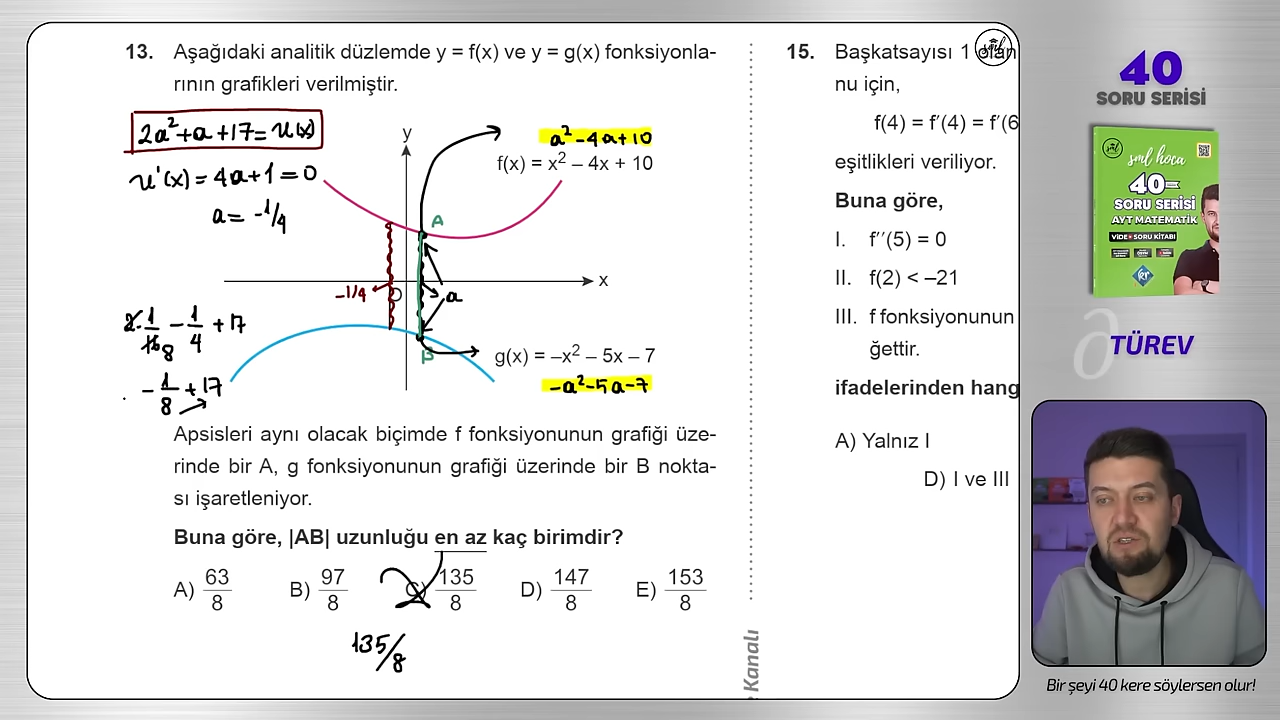 13. Aşağıdaki analitik düzlemde y = f(x) ve y = g(x) fonksiyonla-
rının grafikleri verilmiştir.
2a² + a + 17 = u(x)
u'(x) = 4a + 1 = 0
a = -1/4
y
a² - 4a + 10
f(x) = x² – 4x + 10
A
x
O
-1/4
a
2·1/16 8 - 1/4 + 17
- 1/8 + 17
B
g(x) = –x² – 5x – 7
-a² - 5a - 7
Apsisleri aynı olacak biçimde f fonksiyonunun grafiği üze-
rinde bir A, g fonksiyonunun grafiği üzerinde bir B nokta-
sı işaretleniyor.
Buna göre, |AB| uzunluğu en az kaç birimdir?
A) 63/8 B) 97/8 C) 135/8 D) 147/8 E) 153/8
135/8
15. Başkatsayısı 1 olan
nu için,
f(4) = f′(4) = f′(6
eşitlikleri veriliyor.
Buna göre,
I. f′′(5) = 0
II. f(2) < –21
III. f fonksiyonunun
ğettir.
ifadelerinden hang
A) Yalnız I
D) I ve III
Kanalı
40
SORU SERİSİ
sml hoca
40
SORU SERİSİ
AYT MATEMATİK
VİDEO SORU KİTABI
∂
TÜREV
Bir şeyi 40 kere söylersen olur!